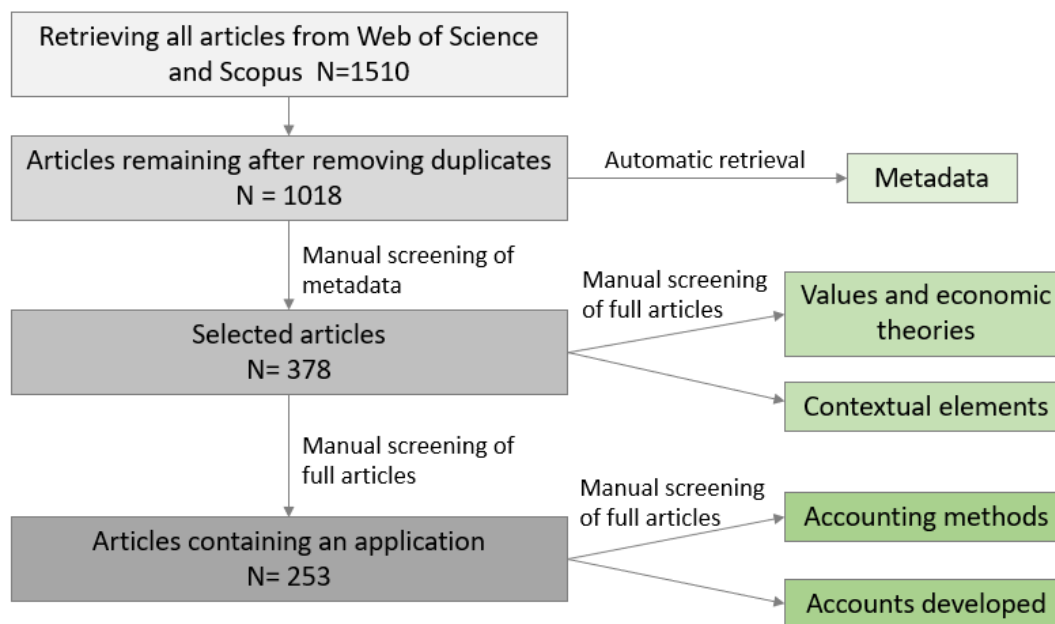 Retrieving all articles from Web of Science
and Scopus  N=1510
Articles remaining after removing duplicates
N = 1018
Automatic retrieval
Metadata
Manual screening of
metadata
Selected articles
N= 378
Manual screening
of full articles
Values and economic
theories
Contextual elements
Manual screening of
full articles
Articles containing an application
N= 253
Manual screening
of full articles
Accounting methods
Accounts developed